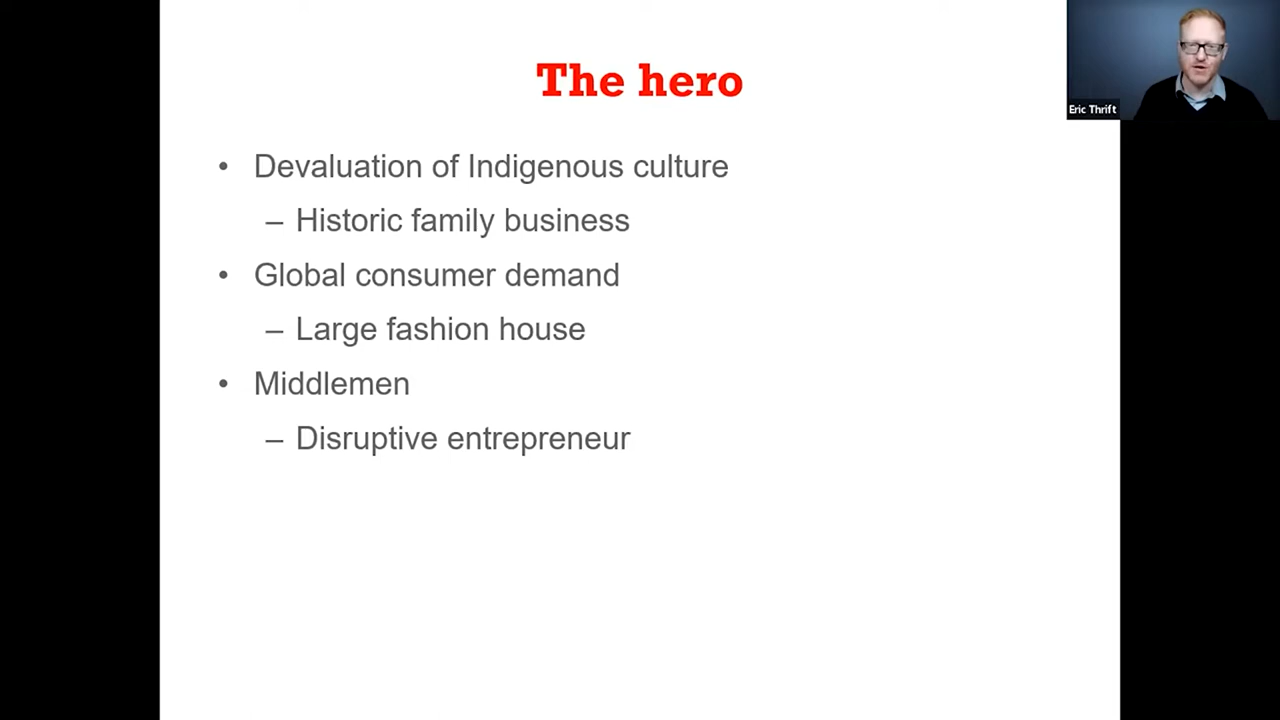 The hero
• Devaluation of Indigenous culture
– Historic family business
• Global consumer demand
– Large fashion house
• Middlemen
– Disruptive entrepreneur
Eric Thrift